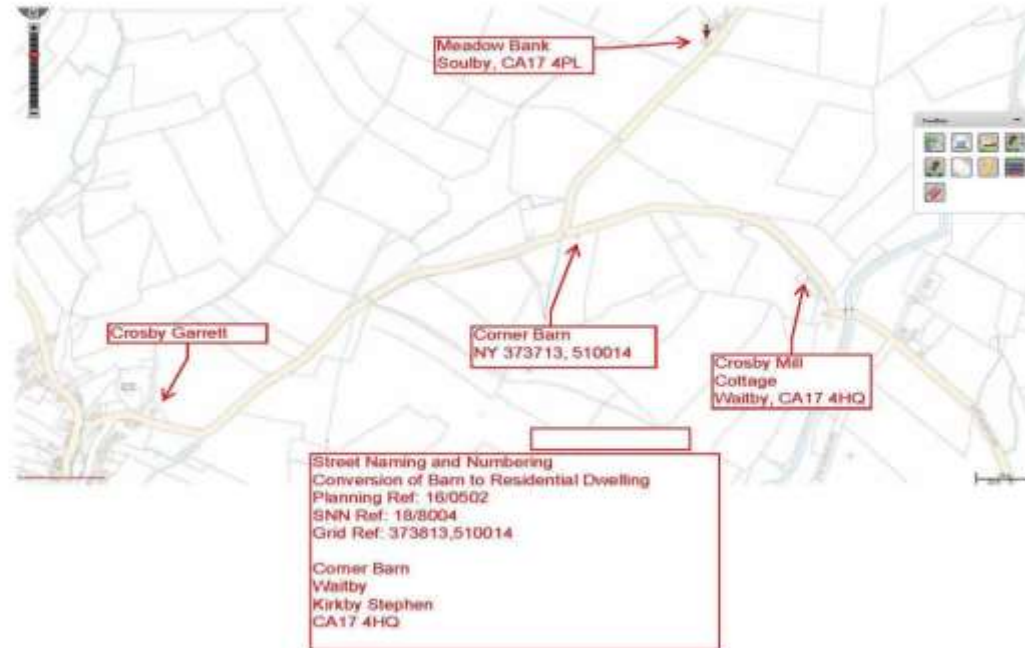 Meadow Bank
Soulby, CA17 4PL
Crosby Garrett
Corner Barn
NY 373713, 510014
Crosby Mill
Cottage
Waitby, CA17 4HQ
Street Naming and Numbering
Conversion of Barn to Residential Dwelling
Planning Ref: 16/0502
SNN Ref: 18/8004
Grid Ref: 373813,510014
Corner Barn
Waitby
Kirkby Stephen
CA17 4HQ